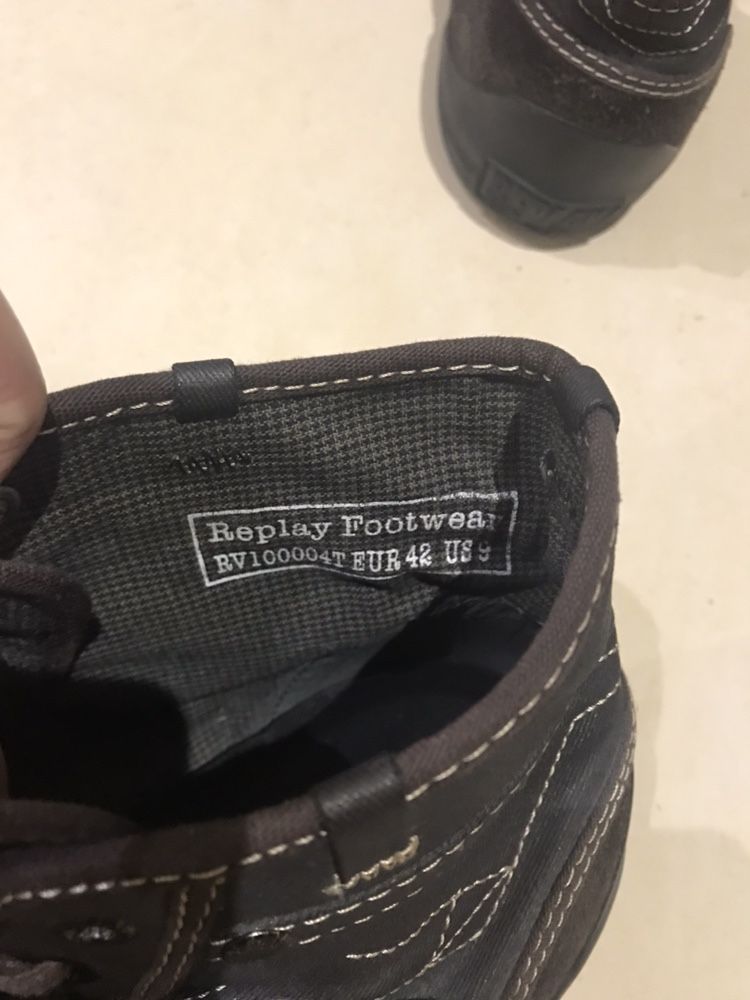 Replay Footwear
RV100004T EUR 42 US 9